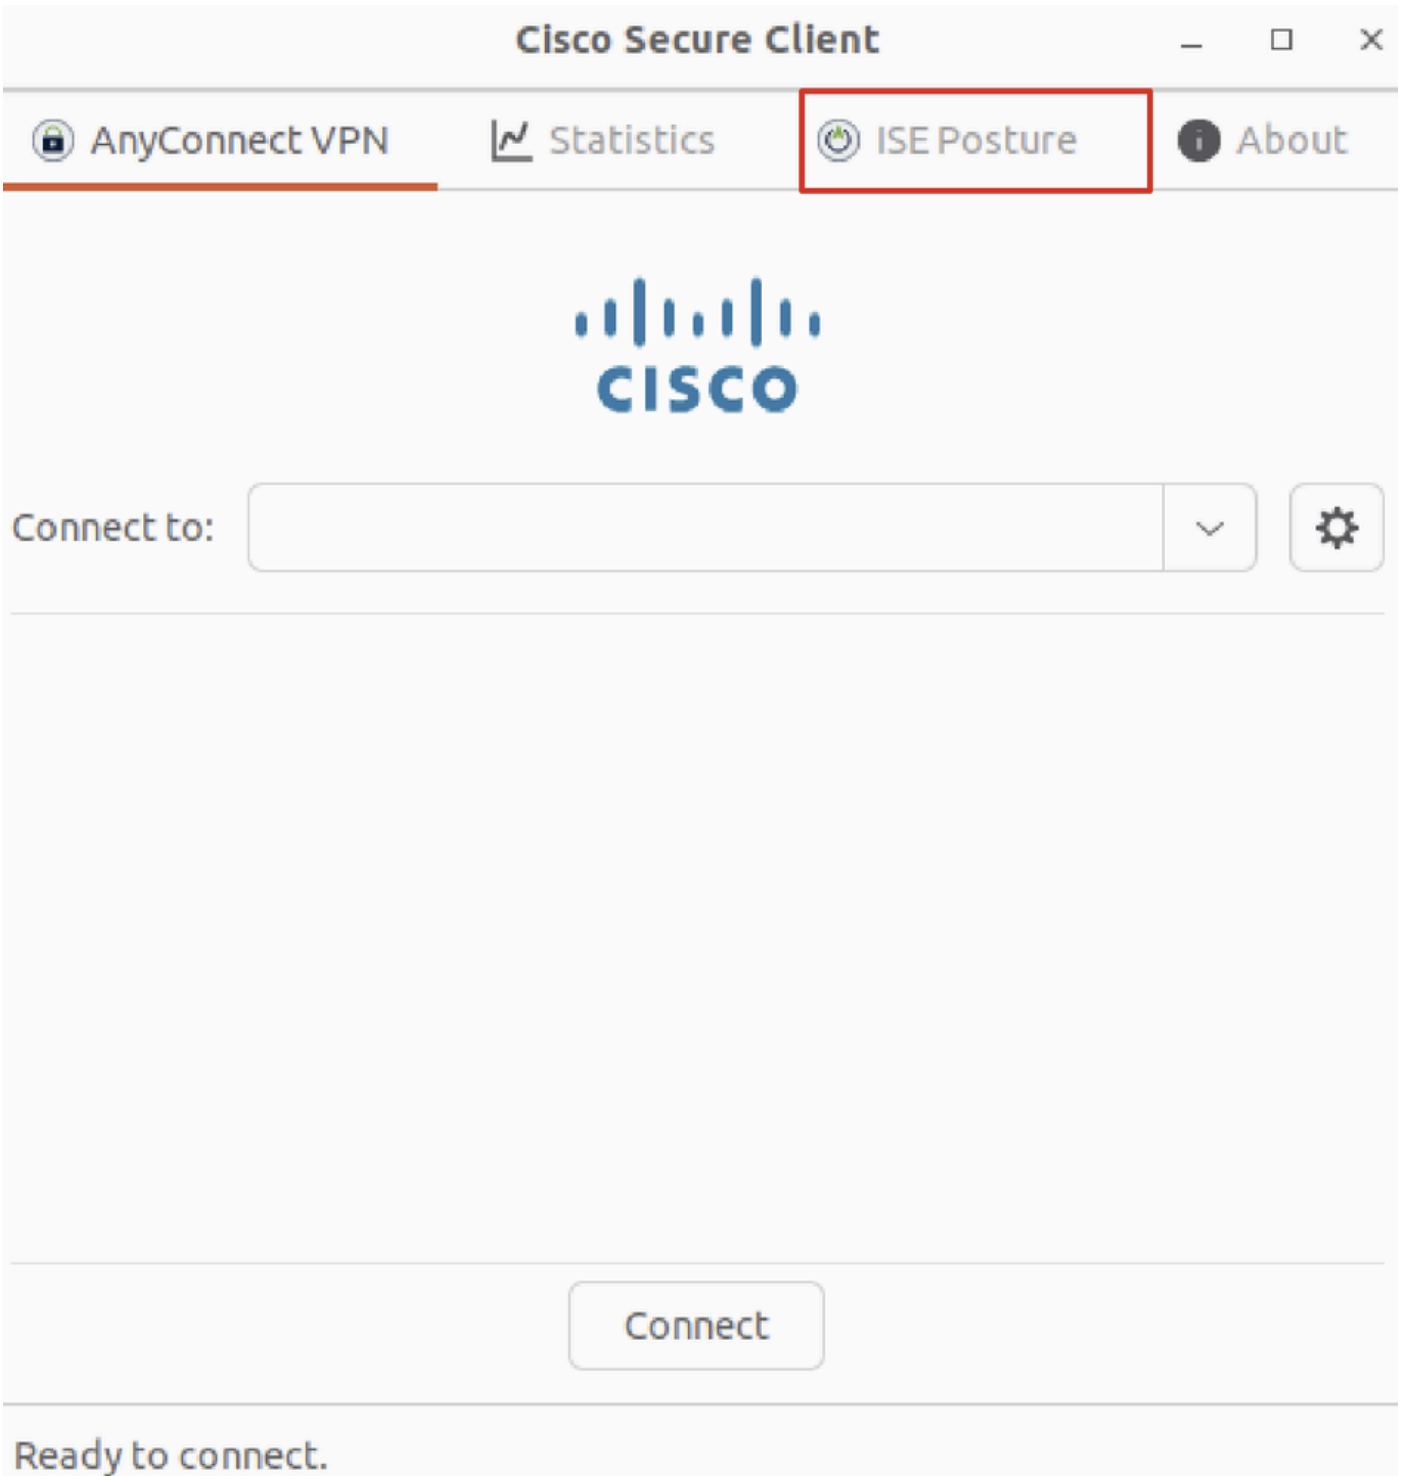 Cisco Secure Client
AnyConnect VPN
Statistics
ISE Posture
About
CISCO
Connect to:
Connect
Ready to connect.